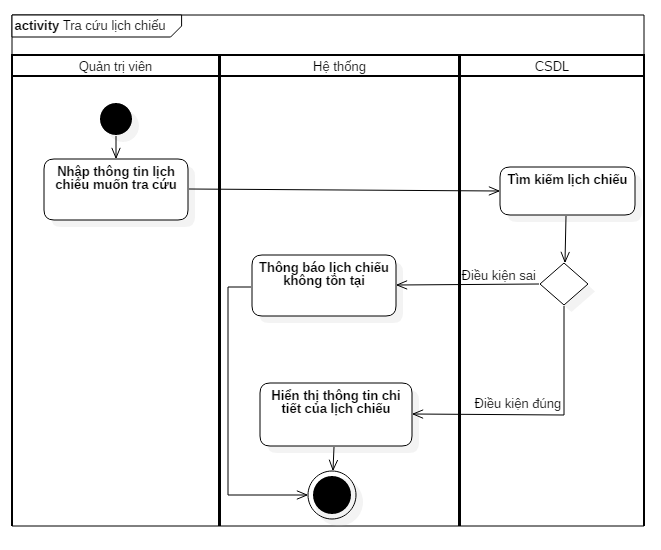 activity Tra cứu lịch chiếu
Quản trị viên
Hệ thống
CSDL
Nhập thông tin lịch
chiếu muốn tra cứu
Tìm kiếm lịch chiếu
Thông báo lịch chiếu
không tồn tại
Điều kiện sai
Hiển thị thông tin chi
tiết của lịch chiếu
Điều kiện đúng